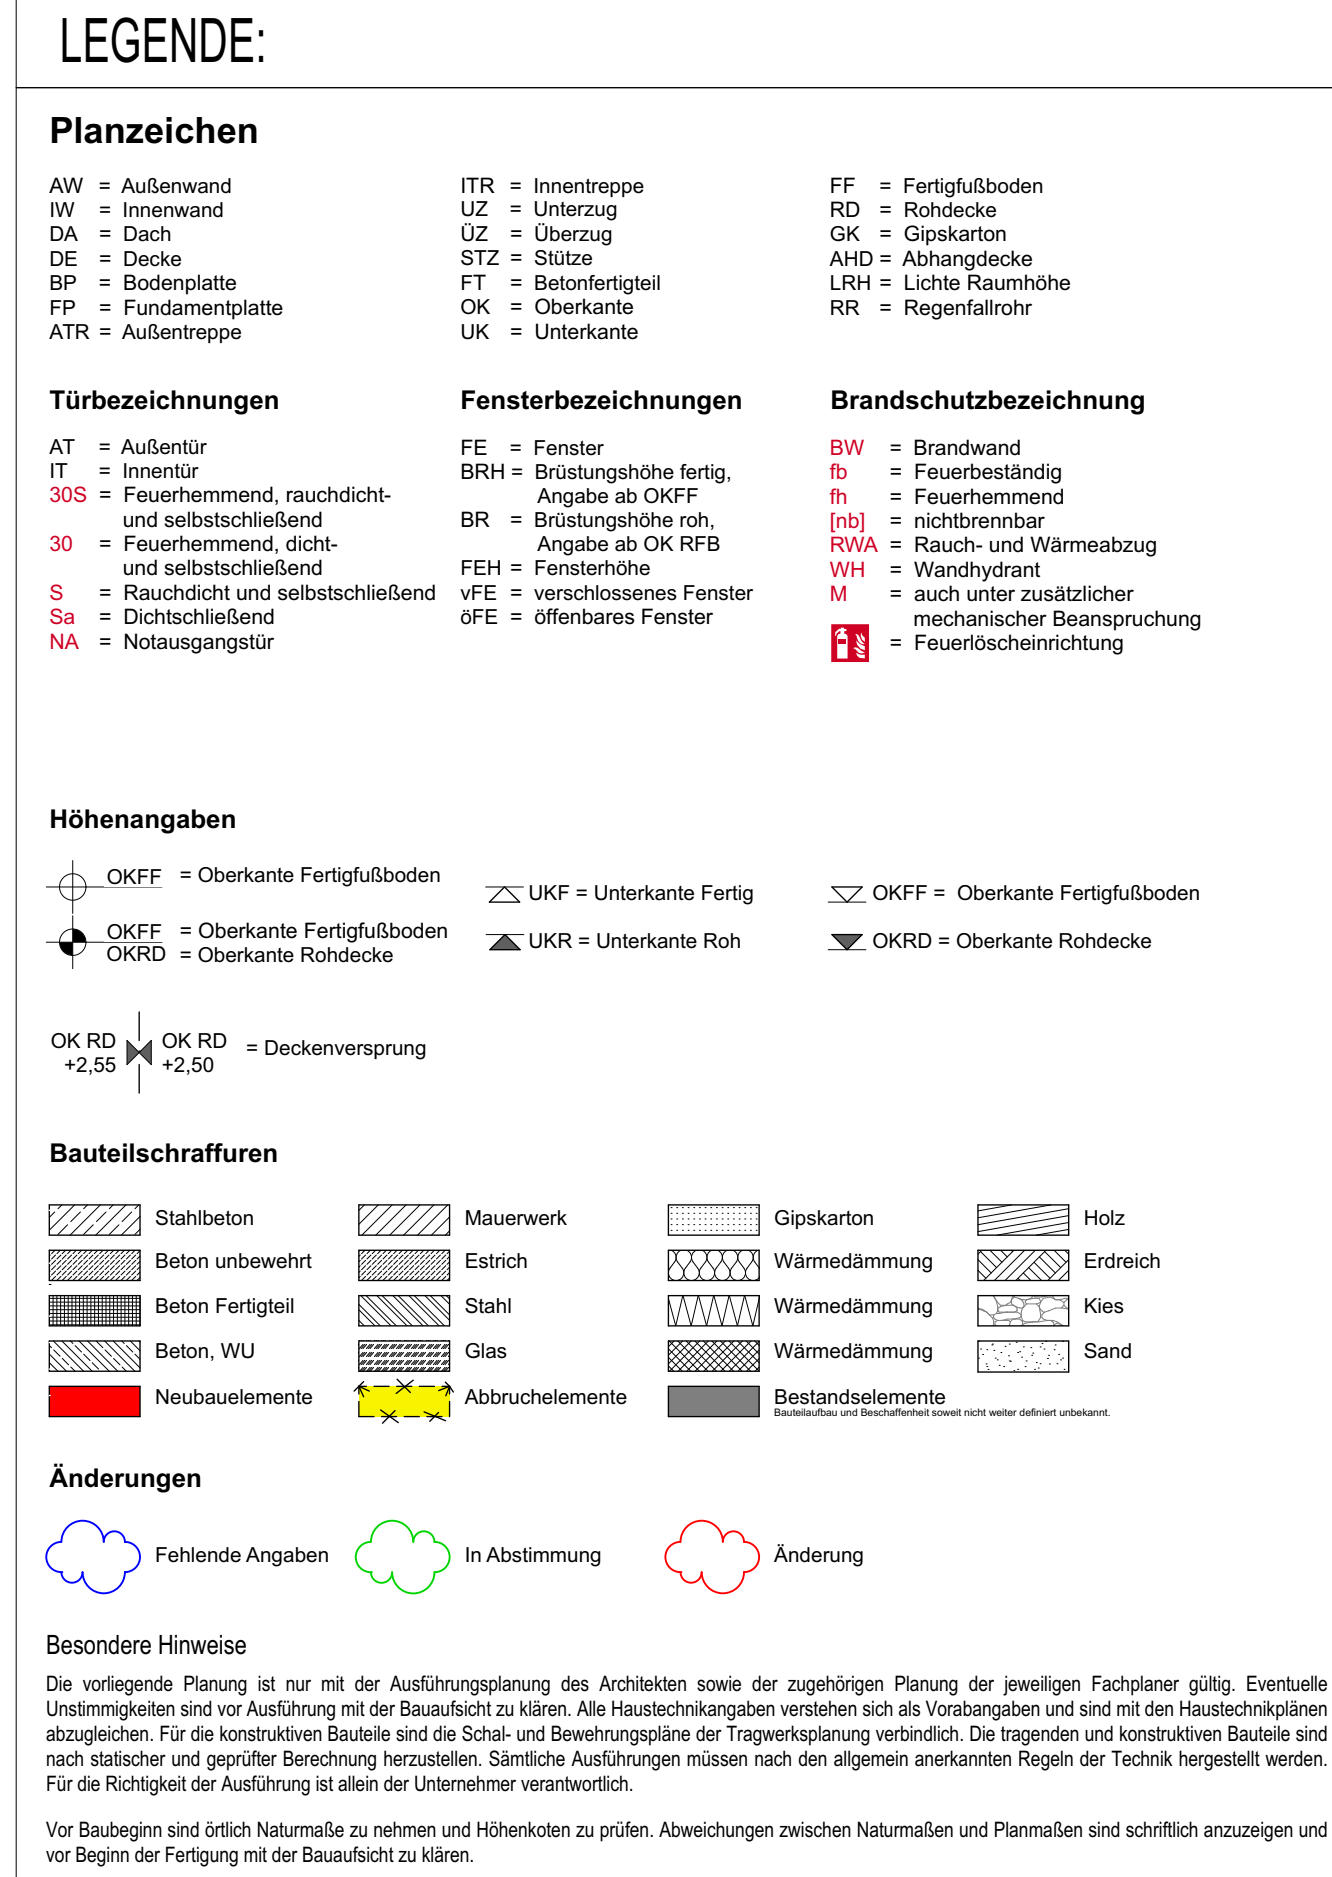 LEGENDE:
Planzeichen
AW = Außenwand
IW = Innenwand
DA = Dach
DE = Decke
BP = Bodenplatte
FP = Fundamentplatte
ATR = Außentreppe
ITR = Innentreppe
UZ = Unterzug
ÜZ = Überzug
STZ = Stütze
FT = Betonfertigteil
OK = Oberkante
UK = Unterkante
FF = Fertigfußboden
RD = Rohdecke
GK = Gipskarton
AHD = Abhangdecke
LRH = Lichte Raumhöhe
RR = Regenfallrohr
Türbezeichnungen
AT = Außentür
IT = Innentür
30S = Feuerhemmend, rauchdicht-
und selbstschließend
30 = Feuerhemmend, dicht-
und selbstschließend
S = Rauchdicht und selbstschließend
Sa = Dichtschließend
NA = Notausgangstür
Fensterbezeichnungen
FE = Fenster
BRH = Brüstungshöhe fertig,
Angabe ab OKFF
BR = Brüstungshöhe roh,
Angabe ab OK RFB
FEH = Fensterhöhe
vFE = verschlossenes Fenster
öFE = öffenbares Fenster
Brandschutzbezeichnung
BW = Brandwand
fb = Feuerbeständig
fh = Feuerhemmend
[nb] = nichtbrennbar
RWA = Rauch- und Wärmeabzug
WH = Wandhydrant
M = auch unter zusätzlicher
mechanischer Beanspruchung
= Feuerlöscheinrichtung
Höhenangaben
OKFF = Oberkante Fertigfußboden
OKFF = Oberkante Fertigfußboden
OKRD = Oberkante Rohdecke
UKF = Unterkante Fertig
UKR = Unterkante Roh
OKFF = Oberkante Fertigfußboden
OKRD = Oberkante Rohdecke
OK RD OK RD = Deckenversprung
+2,55 +2,50
Bauteilschraffuren
Stahlbeton Mauerwerk Gipskarton Holz
Beton unbewehrt Estrich Wärmedämmung Erdreich
Beton Fertigteil Stahl Wärmedämmung Kies
Beton, WU Glas Wärmedämmung Sand
Neubauelemente Abbruchelemente Bestandselemente
Bauteilaufbau und Beschaffenheit soweit nicht weiter definiert unbekannt.
Änderungen
Fehlende Angaben In Abstimmung Änderung
Besondere Hinweise
Die vorliegende Planung ist nur mit der Ausführungsplanung des Architekten sowie der zugehörigen Planung der jeweiligen Fachplaner gültig. Eventuelle
Unstimmigkeiten sind vor Ausführung mit der Bauaufsicht zu klären. Alle Haustechnikangaben verstehen sich als Vorabangaben und sind mit den Haustechnikplänen
abzugleichen. Für die konstruktiven Bauteile sind die Schal- und Bewehrungspläne der Tragwerksplanung verbindlich. Die tragenden und konstruktiven Bauteile sind
nach statischer und geprüfter Berechnung herzustellen. Sämtliche Ausführungen müssen nach den allgemein anerkannten Regeln der Technik hergestellt werden.
Für die Richtigkeit der Ausführung ist allein der Unternehmer verantwortlich.
Vor Baubeginn sind örtlich Naturmaße zu nehmen und Höhenkoten zu prüfen. Abweichungen zwischen Naturmaßen und Planmaßen sind schriftlich anzuzeigen und
vor Beginn der Fertigung mit der Bauaufsicht zu klären.